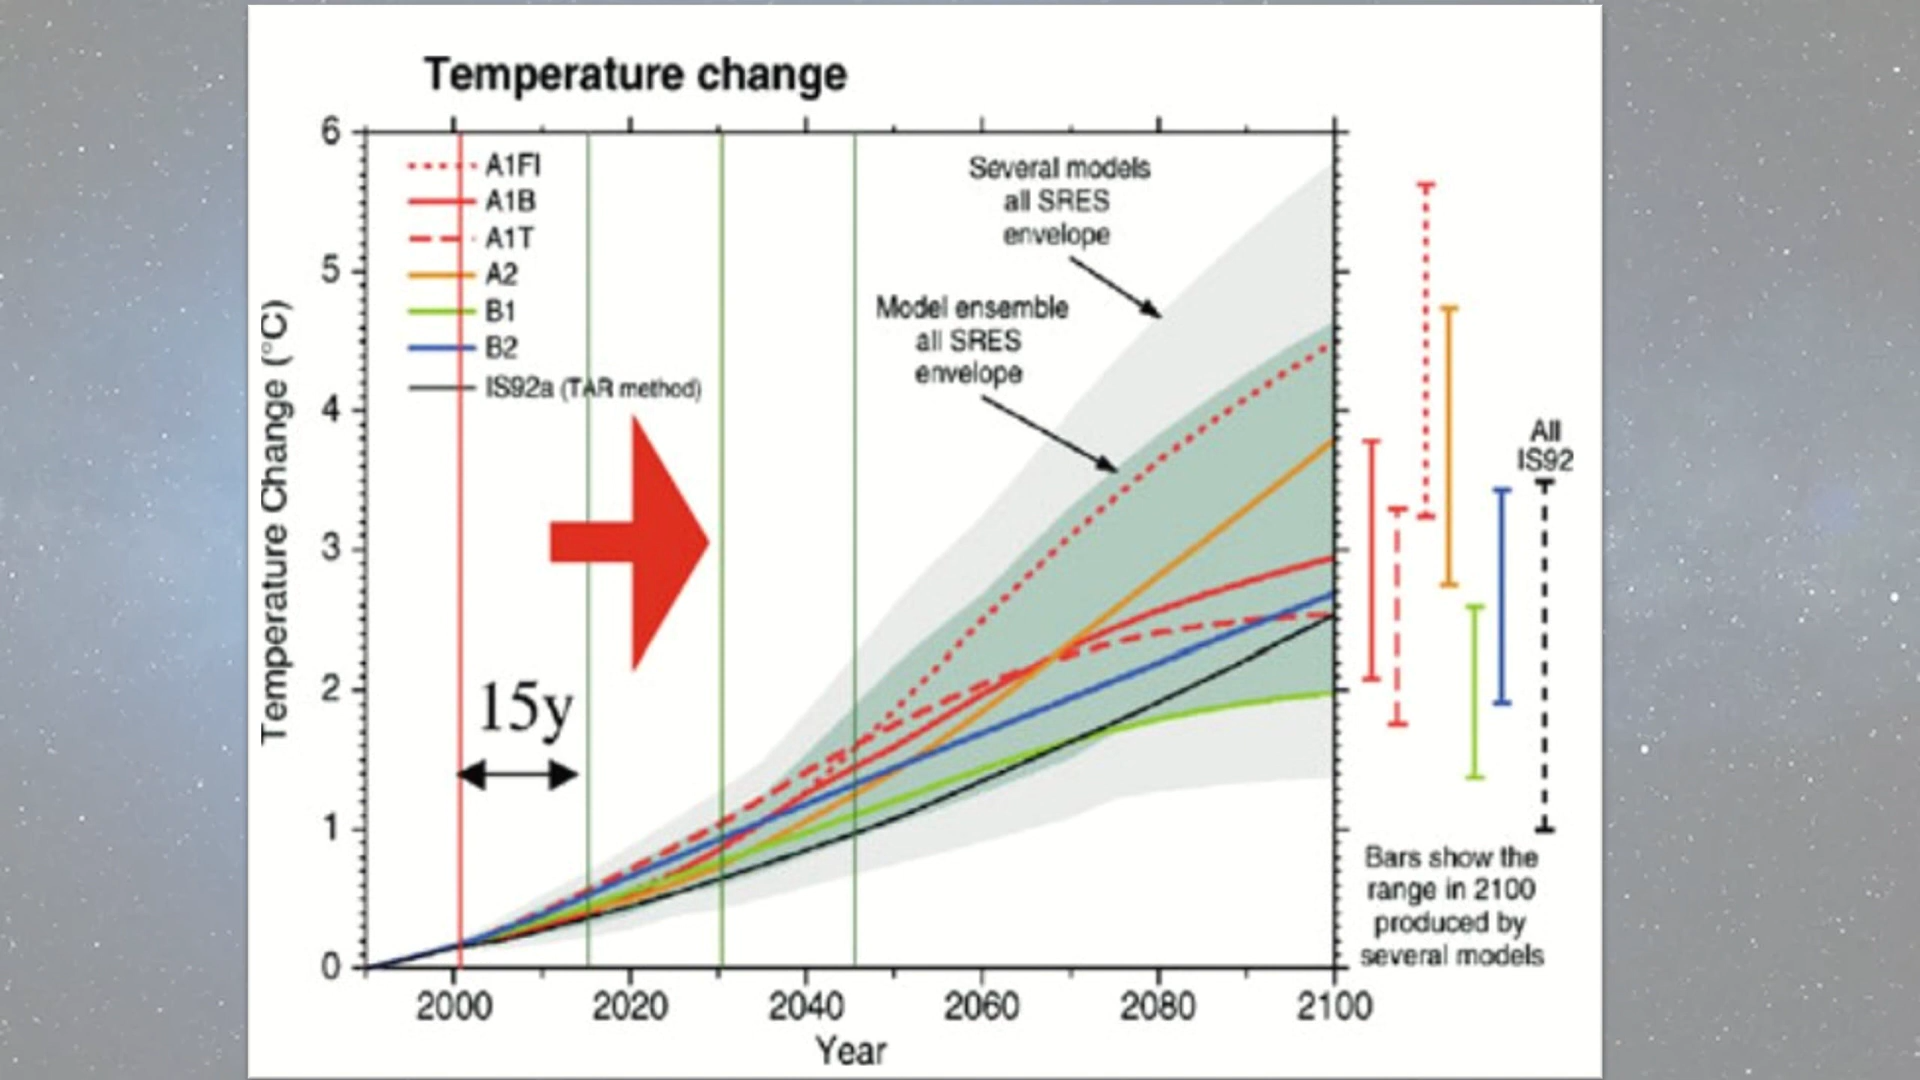 Temperature change
6
5
4
3
2
1
0
Temperature Change (°C)
A1FI
A1B
A1T
A2
B1
B2
IS92a (TAR method)
Several models
all SRES
envelope
Model ensemble
all SRES
envelope
15y
All
IS92
Bars show the
range in 2100
produced by
several models
2000 2020 2040 2060 2080 2100
Year